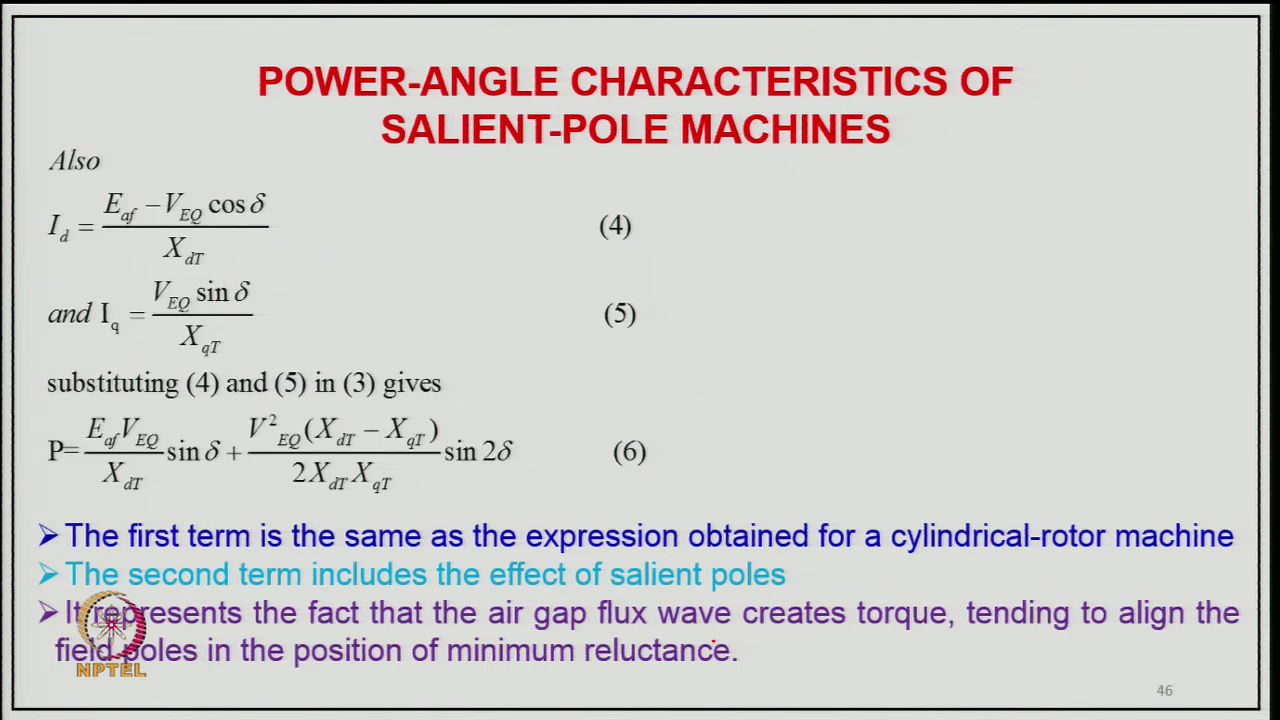 POWER-ANGLE CHARACTERISTICS OF
SALIENT-POLE MACHINES
Also
I_d = (E_af − V_EQ cos δ) / X_dT (4)
and I_q = (V_EQ sin δ) / X_qT (5)
substituting (4) and (5) in (3) gives
P= (E_af V_EQ / X_dT) sin δ + (V²_EQ (X_dT − X_qT) / 2 X_dT X_qT) sin 2δ (6)
➢ The first term is the same as the expression obtained for a cylindrical-rotor machine
➢ The second term includes the effect of salient poles
➢ It represents the fact that the air gap flux wave creates torque, tending to align the
field poles in the position of minimum reluctance.
NPTEL
46